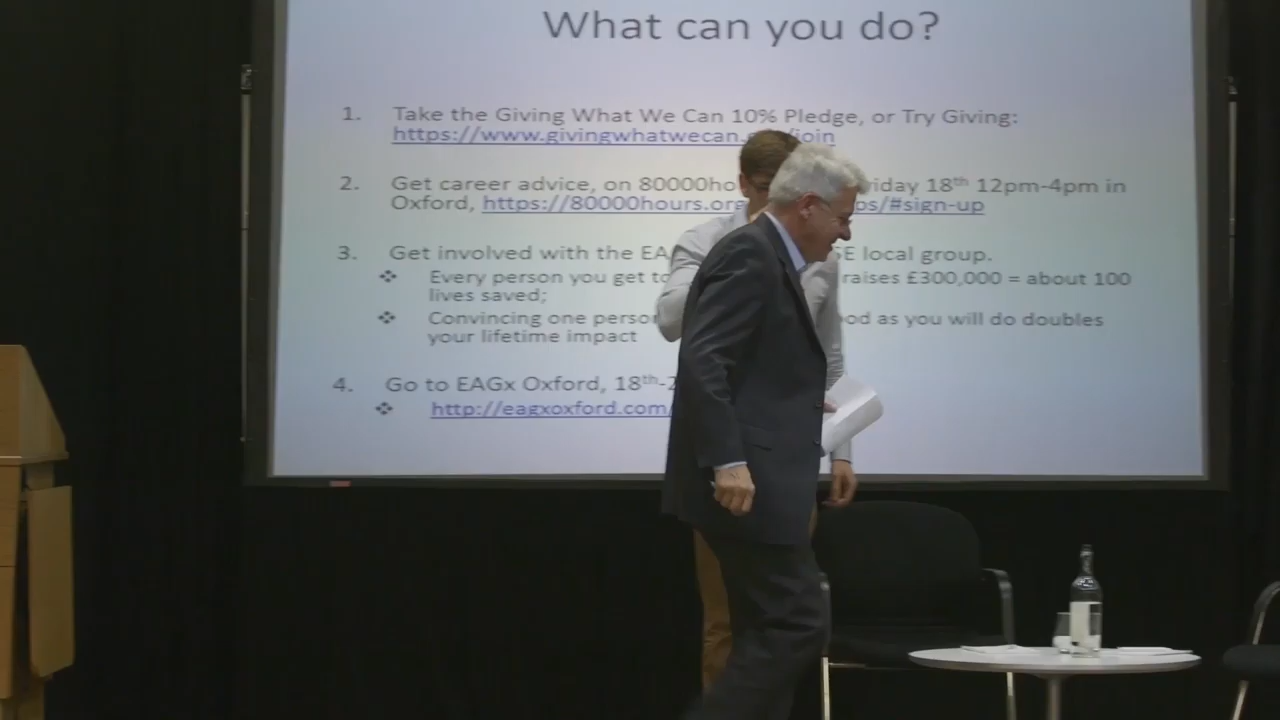 What can you do?
1. Take the Giving What We Can 10% Pledge, or Try Giving:
https://www.givingwhatwecan. /join
2. Get career advice, on 80000ho riday 18th 12pm-4pm in
Oxford, https://80000hours.org ps/#sign-up
3. Get involved with the EA SE local group.
❖ Every person you get to raises £300,000 = about 100
lives saved;
❖ Convincing one perso od as you will do doubles
your lifetime impact
4. Go to EAGx Oxford, 18th-
❖ http://eagxoxford.com/